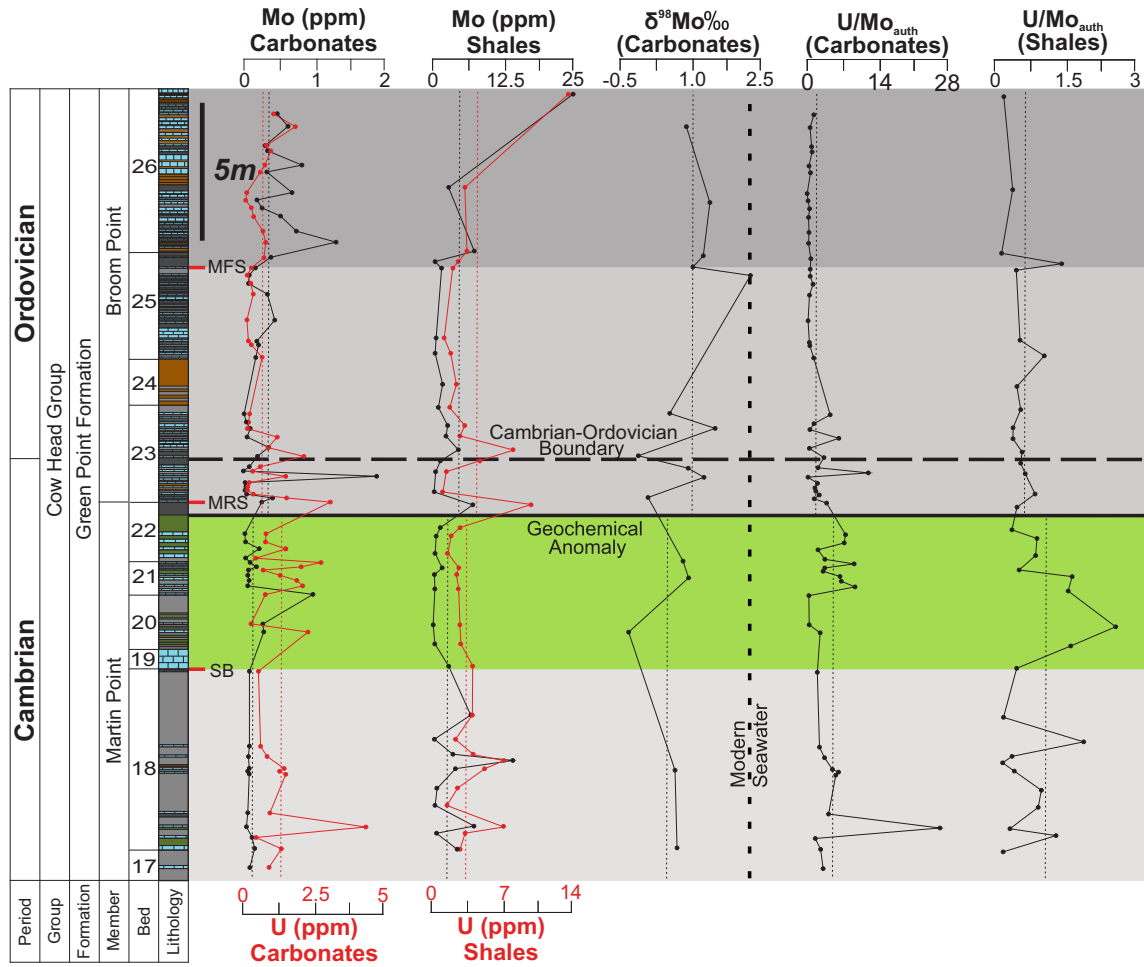 Mo (ppm)
Carbonates
Mo (ppm)
Shales
δ⁹⁸Mo‰
(Carbonates)
U/Moauth
(Carbonates)
U/Moauth
(Shales)
0 1 2
0 12.5 25
-0.5 1.0 2.5
0 14 28
0 1.5 3
Ordovician
Cambrian
Cow Head Group
Green Point Formation
Broom Point
Martin Point
26
25
24
23
22
21
20
19
18
17
5m
MFS
MRS
SB
Cambrian-Ordovician
Boundary
Geochemical
Anomaly
Modern
Seawater
Period
Group
Formation
Member
Bed
Lithology
0 2.5 5
U (ppm)
Carbonates
0 7 14
U (ppm)
Shales